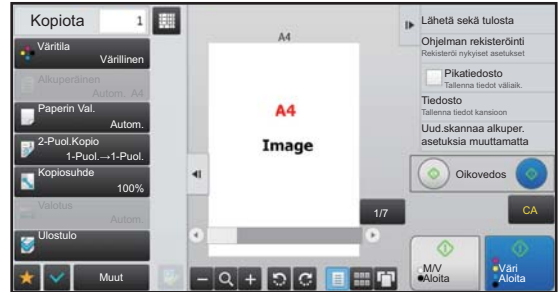 Kopiota 1
Väritila
Värillinen
Alkuperäinen
Autom. A4
Paperin Val.
Autom.
2-Puol.Kopio
1-Puol.→1-Puol.
Kopiosuhde
100%
Valotus
Autom.
Ulostulo
Muut
A4
A4
Image
1/7
Lähetä sekä tulosta
Ohjelman rekisteröinti
Rekisteröi nykyiset asetukset
Pikatiedosto
Tallenna tiedot väliaik.
Tiedosto
Tallenna tiedot kansioon
Uud.skannaa alkuper.
asetuksia muuttamatta
Oikovedos
CA
M/V
Aloita
Väri
Aloita